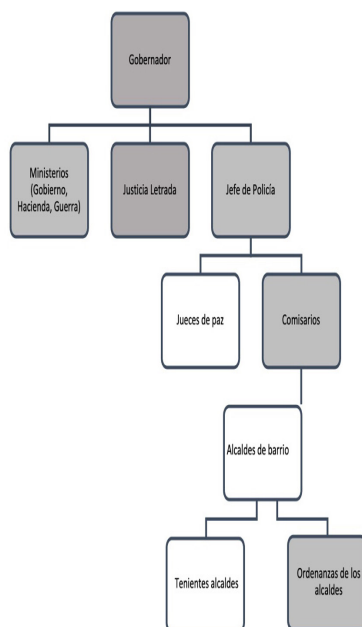 Gobernador
Ministerios
(Gobierno,
Hacienda, Guerra)
Justicia Letrada
Jefe de Policía
Jueces de paz
Comisarios
Alcaldes de barrio
Tenientes alcaldes
Ordenanzas de los
alcaldes